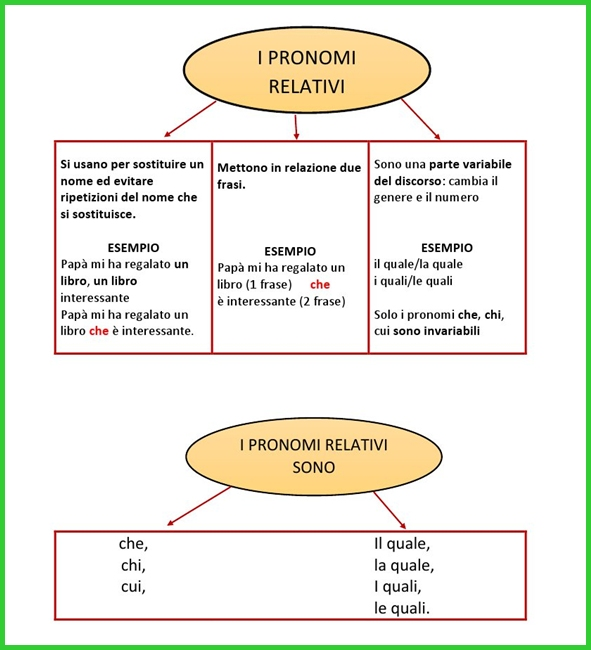 I PRONOMI
RELATIVI
Si usano per sostituire un
nome ed evitare
ripetizioni del nome che
si sostituisce.
ESEMPIO
Papà mi ha regalato un
libro, un libro
interessante
Papà mi ha regalato un
libro che è interessante.
Mettono in relazione due
frasi.
ESEMPIO
Papà mi ha regalato un
libro (1 frase) che
è interessante (2 frase)
Sono una parte variabile
del discorso: cambia il
genere e il numero
ESEMPIO
il quale/la quale
i quali/le quali
Solo i pronomi che, chi,
cui sono invariabili
I PRONOMI RELATIVI
SONO
che,
chi,
cui,
Il quale,
la quale,
I quali,
le quali.